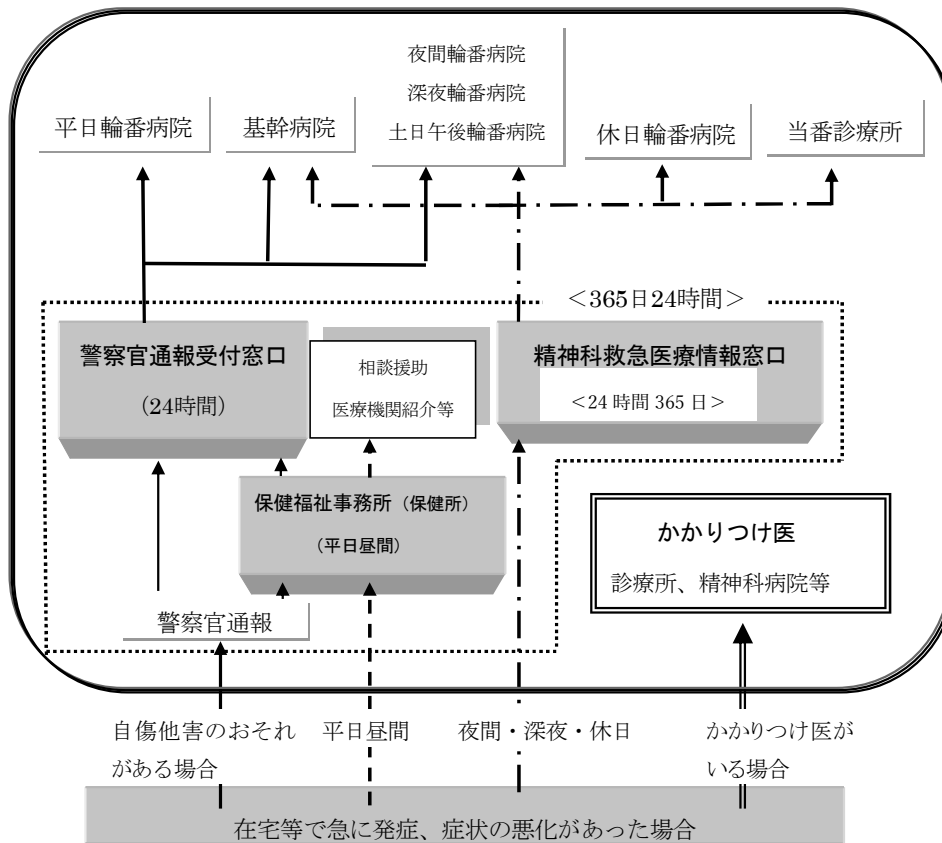 夜間輪番病院
深夜輪番病院
土日午後輪番病院
平日輪番病院
基幹病院
休日輪番病院
当番診療所
＜365日24時間＞
警察官通報受付窓口
（24時間）
相談援助
医療機関紹介等
精神科救急医療情報窓口
＜24 時間 365 日＞
保健福祉事務所（保健所）
（平日昼間）
かかりつけ医
診療所、精神科病院等
警察官通報
自傷他害のおそれ
がある場合
平日昼間
夜間・深夜・休日
かかりつけ医が
いる場合
在宅等で急に発症、症状の悪化があった場合